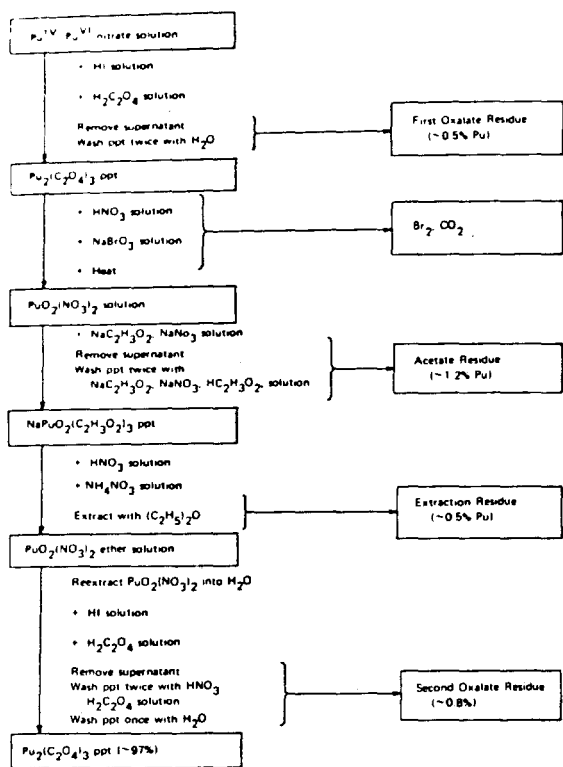 Pu^IV Pu^VI nitrate solution
+ HI solution
+ H2C2O4 solution
Remove supernatant
Wash ppt twice with H2O
First Oxalate Residue
(~0.5% Pu)
Pu2(C2O4)3 ppt
+ HNO3 solution
+ NaBrO3 solution
+ Heat
Br2. CO2
PuO2(NO3)2 solution
+ NaC2H3O2. NaNo3 solution
Remove supernatant
Wash ppt twice with
NaC2H3O2. NaNO3. HC2H3O2. solution
Acetate Residue
(~1.2% Pu)
NaPuO2(C2H3O2)3 ppt
+ HNO3 solution
+ NH4NO3 solution
Extract with (C2H5)2O
Extraction Residue
(~0.5% Pu)
PuO2(NO3)2 ether solution
Reextract PuO2(NO3)2 into H2O
+ HI solution
+ H2C2O4 solution
Remove supernatant
Wash ppt twice with HNO3
H2C2O4 solution
Wash ppt once with H2O
Second Oxalate Residue
(~0.8%)
Pu2(C2O4)3 ppt (~97%)